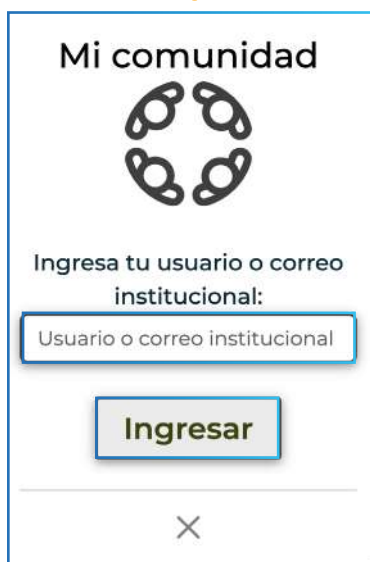 Mi comunidad
Ingresa tu usuario o correo
institucional:
Usuario o correo institucional
Ingresar